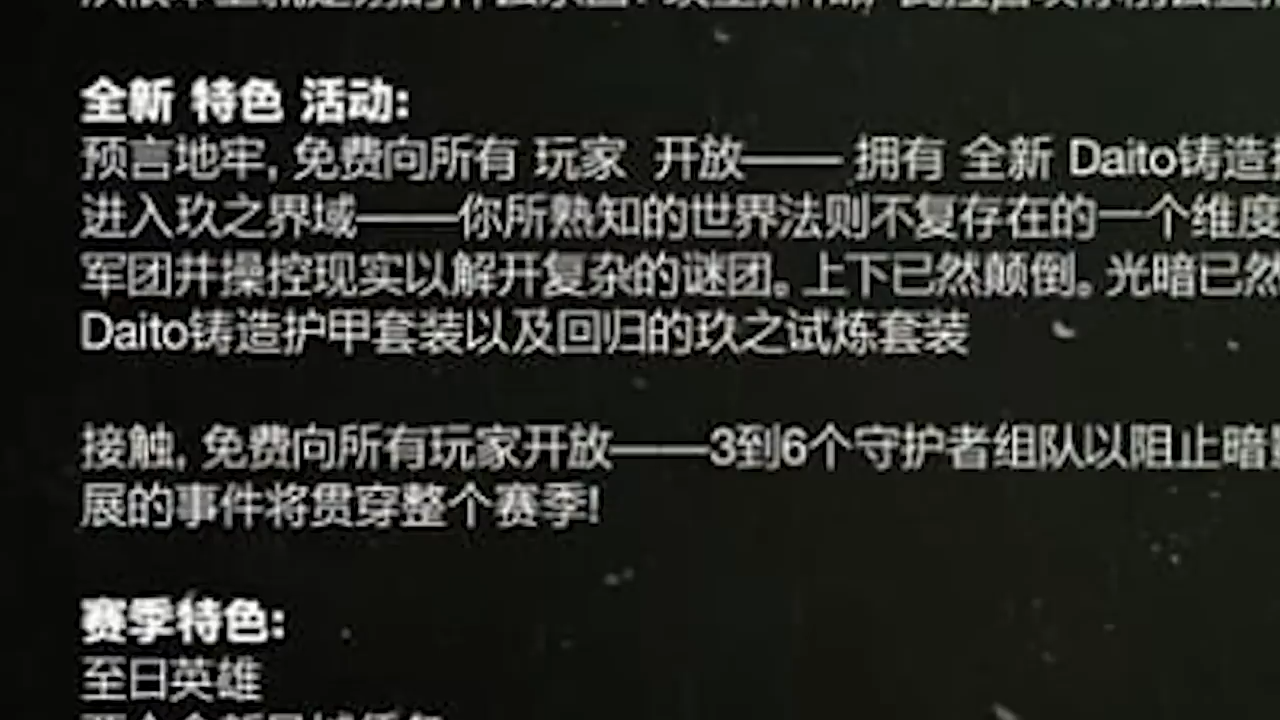 全新 特色 活动:
预言地牢, 免费向所有 玩家 开放—— 拥有 全新 Daito铸造
进入玖之界域——你所熟知的世界法则不复存在的一个维度
军团并操控现实以解开复杂的谜团。上下已然颠倒。光暗已然
Daito铸造护甲套装以及回归的玖之试炼套装
接触, 免费向所有玩家开放——3到6个守护者组队以阻止暗
展的事件将贯穿整个赛季!
赛季特色:
至日英雄